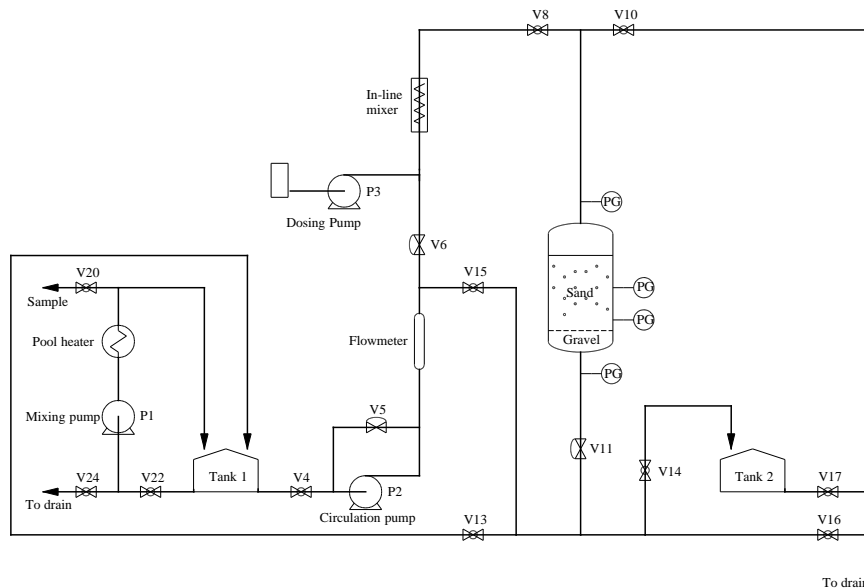 V8
V10
In-line
mixer
P3
Dosing Pump
PG
V6
V20
V15
Sample
Sand
PG
PG
Pool heater
Flowmeter
Gravel
PG
Mixing pump
P1
V5
V11
V24
V22
Tank 1
V4
P2
V14
Tank 2
V17
To drain
Circulation pump
V13
V16
To drain